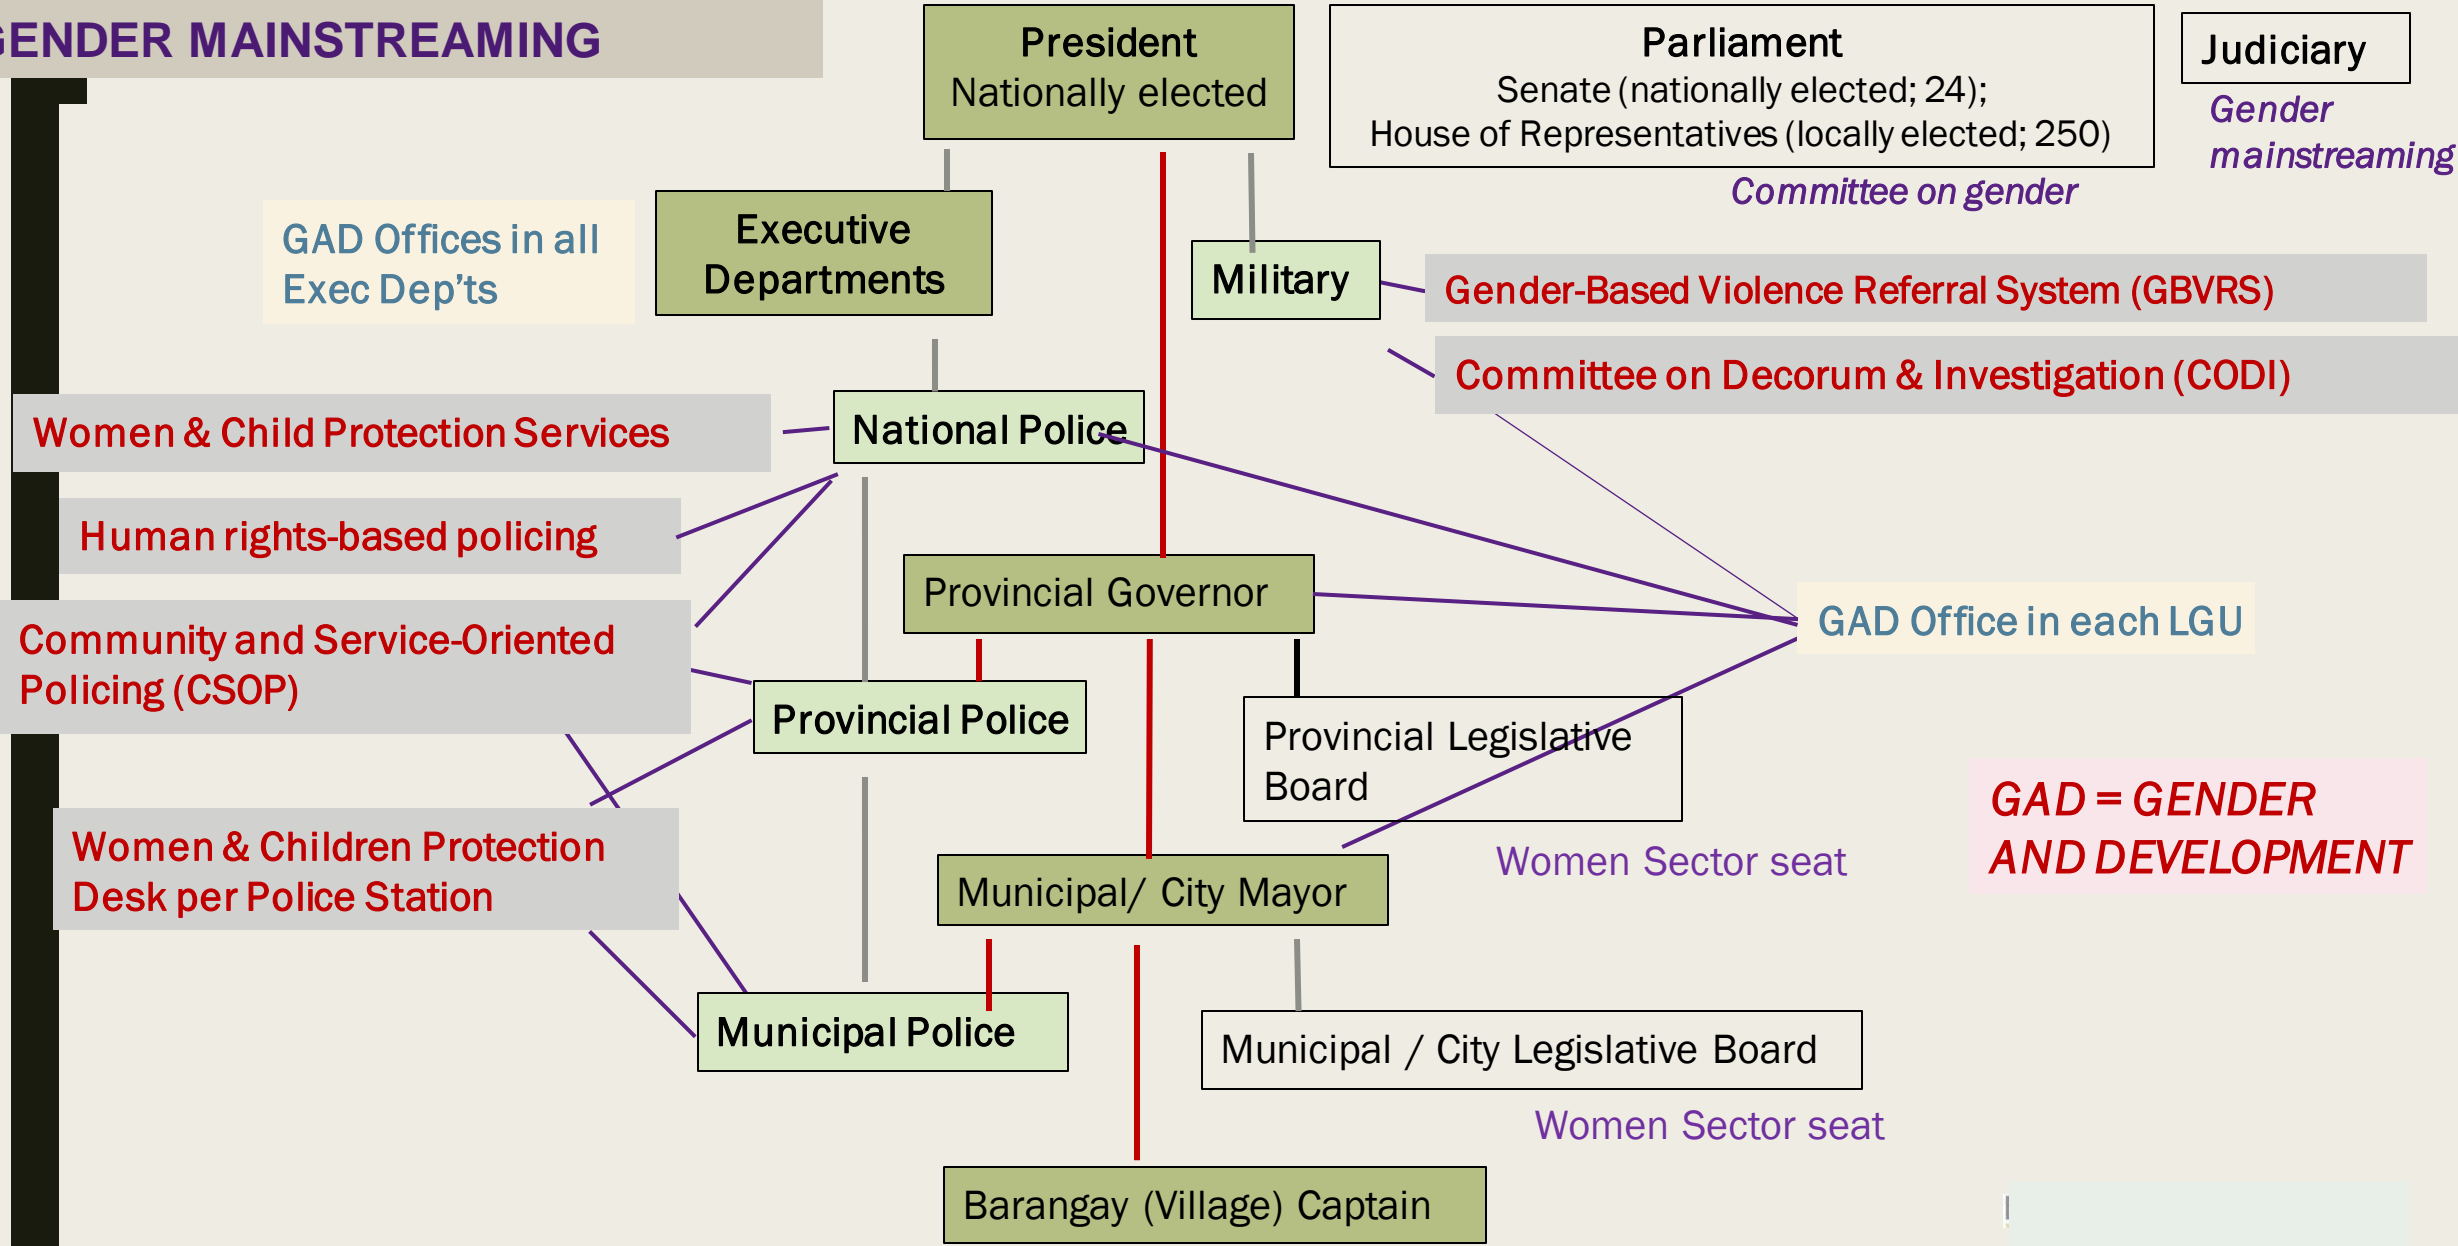 GENDER MAINSTREAMING
President
Nationally elected
Parliament
Senate (nationally elected; 24);
House of Representatives (locally elected; 250)
Committee on gender
Judiciary
Gender
mainstreaming
GAD Offices in all
Exec Dep’ts
Executive
Departments
Military
Gender-Based Violence Referral System (GBVRS)
Committee on Decorum & Investigation (CODI)
Women & Child Protection Services
National Police
Human rights-based policing
Provincial Governor
GAD Office in each LGU
Community and Service-Oriented
Policing (CSOP)
Provincial Police
Provincial Legislative
Board
GAD = GENDER
AND DEVELOPMENT
Women & Children Protection
Desk per Police Station
Women Sector seat
Municipal/ City Mayor
Municipal Police
Municipal / City Legislative Board
Women Sector seat
Barangay (Village) Captain